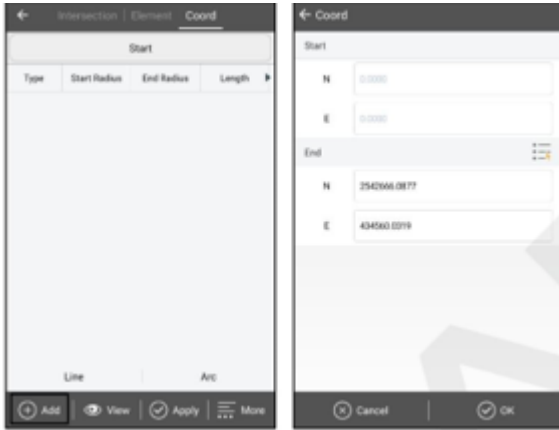 Intersection | Element Coord
Start
Type Start Radius End Radius Length
Line Arc
Add View Apply More
Coord
Start
N 0.0000
E 0.0000
End
N 2542666.0877
E 434560.0319
Cancel OK